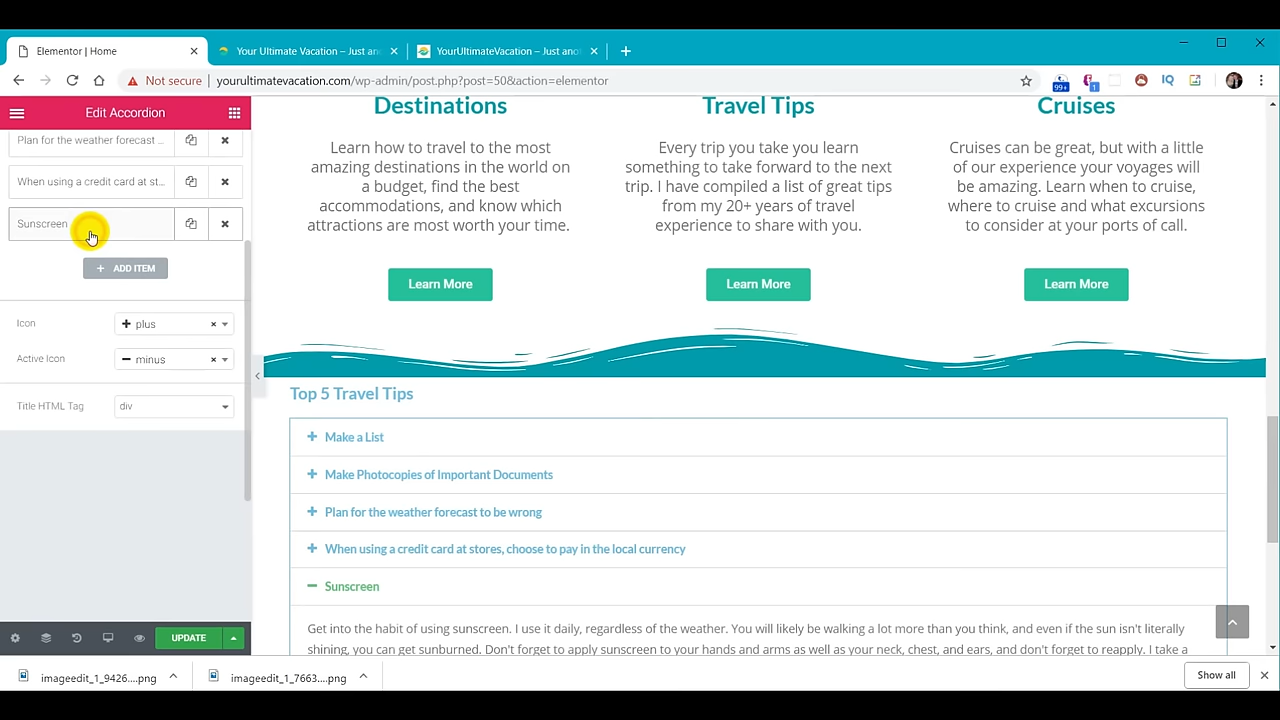 Elementor | Home
Your Ultimate Vacation – Just an
YourUltimateVacation – Just ano
Not secure
yourultimatevacation.com/wp-admin/post.php?post=50&action=elementor
99+
1
IQ
Edit Accordion
Plan for the weather forecast ...
When using a credit card at st...
Sunscreen
ADD ITEM
Icon
plus
Active Icon
minus
Title HTML Tag
div
UPDATE
Destinations
Learn how to travel to the most
amazing destinations in the world on
a budget, find the best
accommodations, and know which
attractions are most worth your time.
Learn More
Travel Tips
Every trip you take you learn
something to take forward to the next
trip. I have compiled a list of great tips
from my 20+ years of travel
experience to share with you.
Learn More
Cruises
Cruises can be great, but with a little
of our experience your voyages will
be amazing. Learn when to cruise,
where to cruise and what excursions
to consider at your ports of call.
Learn More
Top 5 Travel Tips
Make a List
Make Photocopies of Important Documents
Plan for the weather forecast to be wrong
When using a credit card at stores, choose to pay in the local currency
Sunscreen
Get into the habit of using sunscreen. I use it daily, regardless of the weather. You will likely be walking a lot more than you think, and even if the sun isn't literally
shining, you can get sunburned. Don't forget to apply sunscreen to your hands and arms as well as your neck, chest, and ears, and don't forget to reapply. I take a
imageedit_1_9426....png
imageedit_1_7663....png
Show all